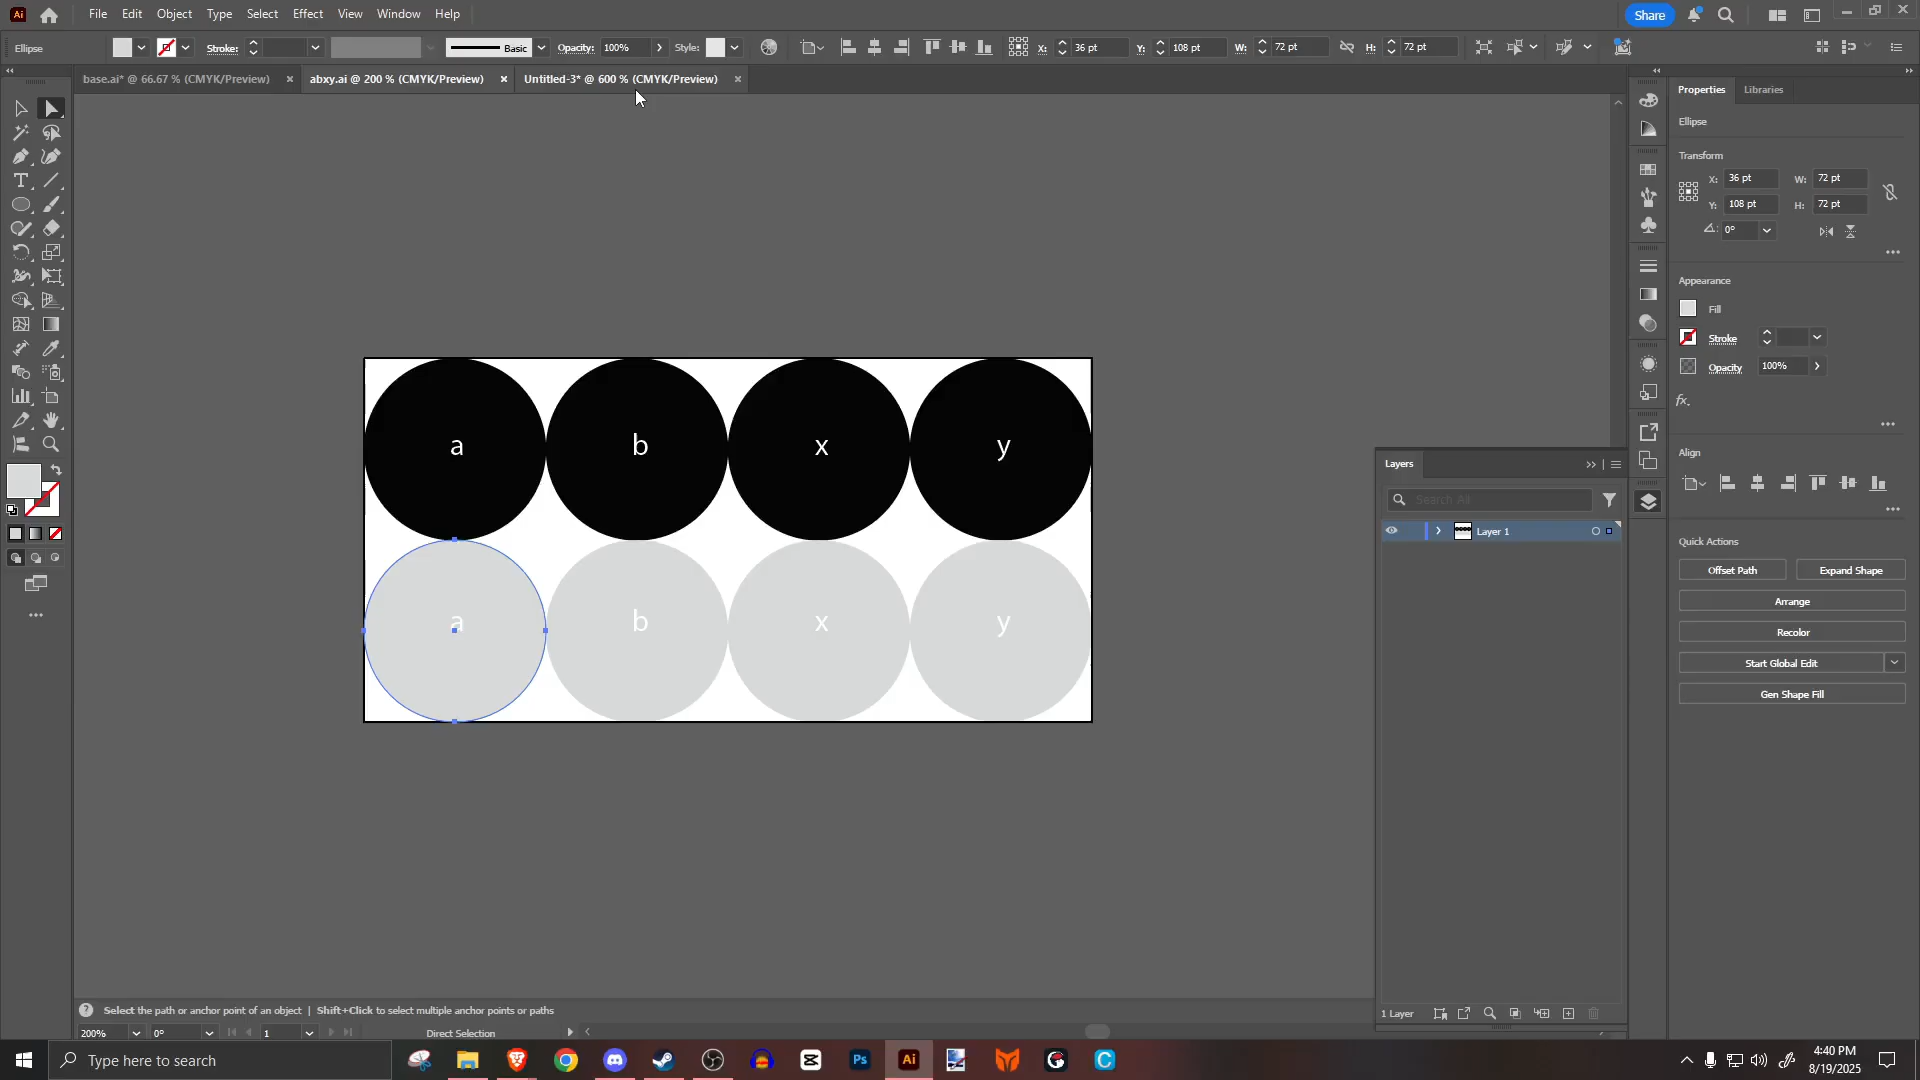 Ai File Edit Object Type Select Effect View Window Help Share
Ellipse Stroke: Basic Opacity: 100% Style: X: 36 pt Y: 108 pt W: 72 pt H: 72 pt
base.ai* @ 66.67 % (CMYK/Preview) × abxy.ai @ 200 % (CMYK/Preview) × Untitled-3* @ 600 % (CMYK/Preview) ×
Properties Libraries
Ellipse
Transform
X: 36 pt W: 72 pt
Y: 108 pt H: 72 pt
0°
Appearance
Fill
Stroke
Opacity 100%
fx.
Align
Quick Actions
Offset Path Expand Shape
Arrange
Recolor
Start Global Edit
Gen Shape Fill
a b x y
a b x y
Layers
Search All
Layer 1
1 Layer
Select the path or anchor point of an object | Shift+Click to select multiple anchor points or paths
200% 0° 1 Direct Selection
Type here to search
Ps Ai
4:40 PM
8/19/2025